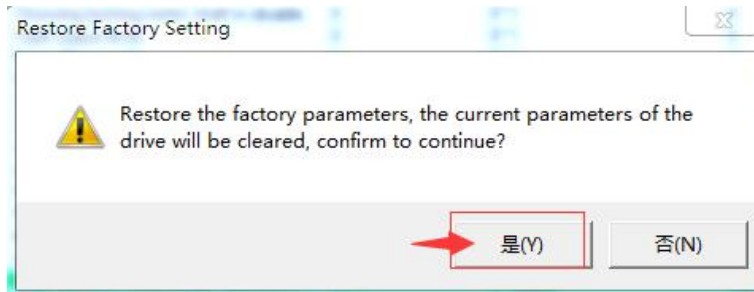 Restore Factory Setting
Restore the factory parameters, the current parameters of the
drive will be cleared, confirm to continue?
是(Y)
否(N)